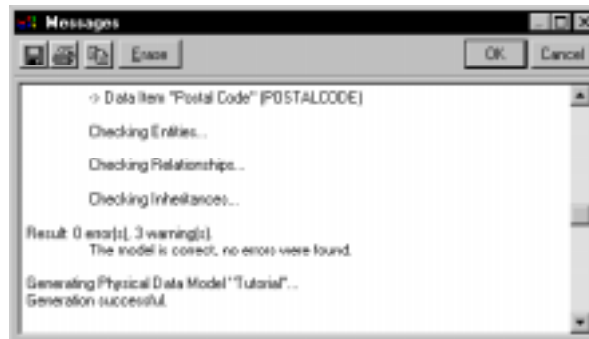 Messages
Erase
OK
Cancel
-> Data Item "Postal Code" (POSTALCODE)
Checking Entities...
Checking Relationships...
Checking Inheritances...
Result: 0 error(s), 3 warning(s).
The model is correct, no errors were found.
Generating Physical Data Model "Tutorial"...
Generation successful.